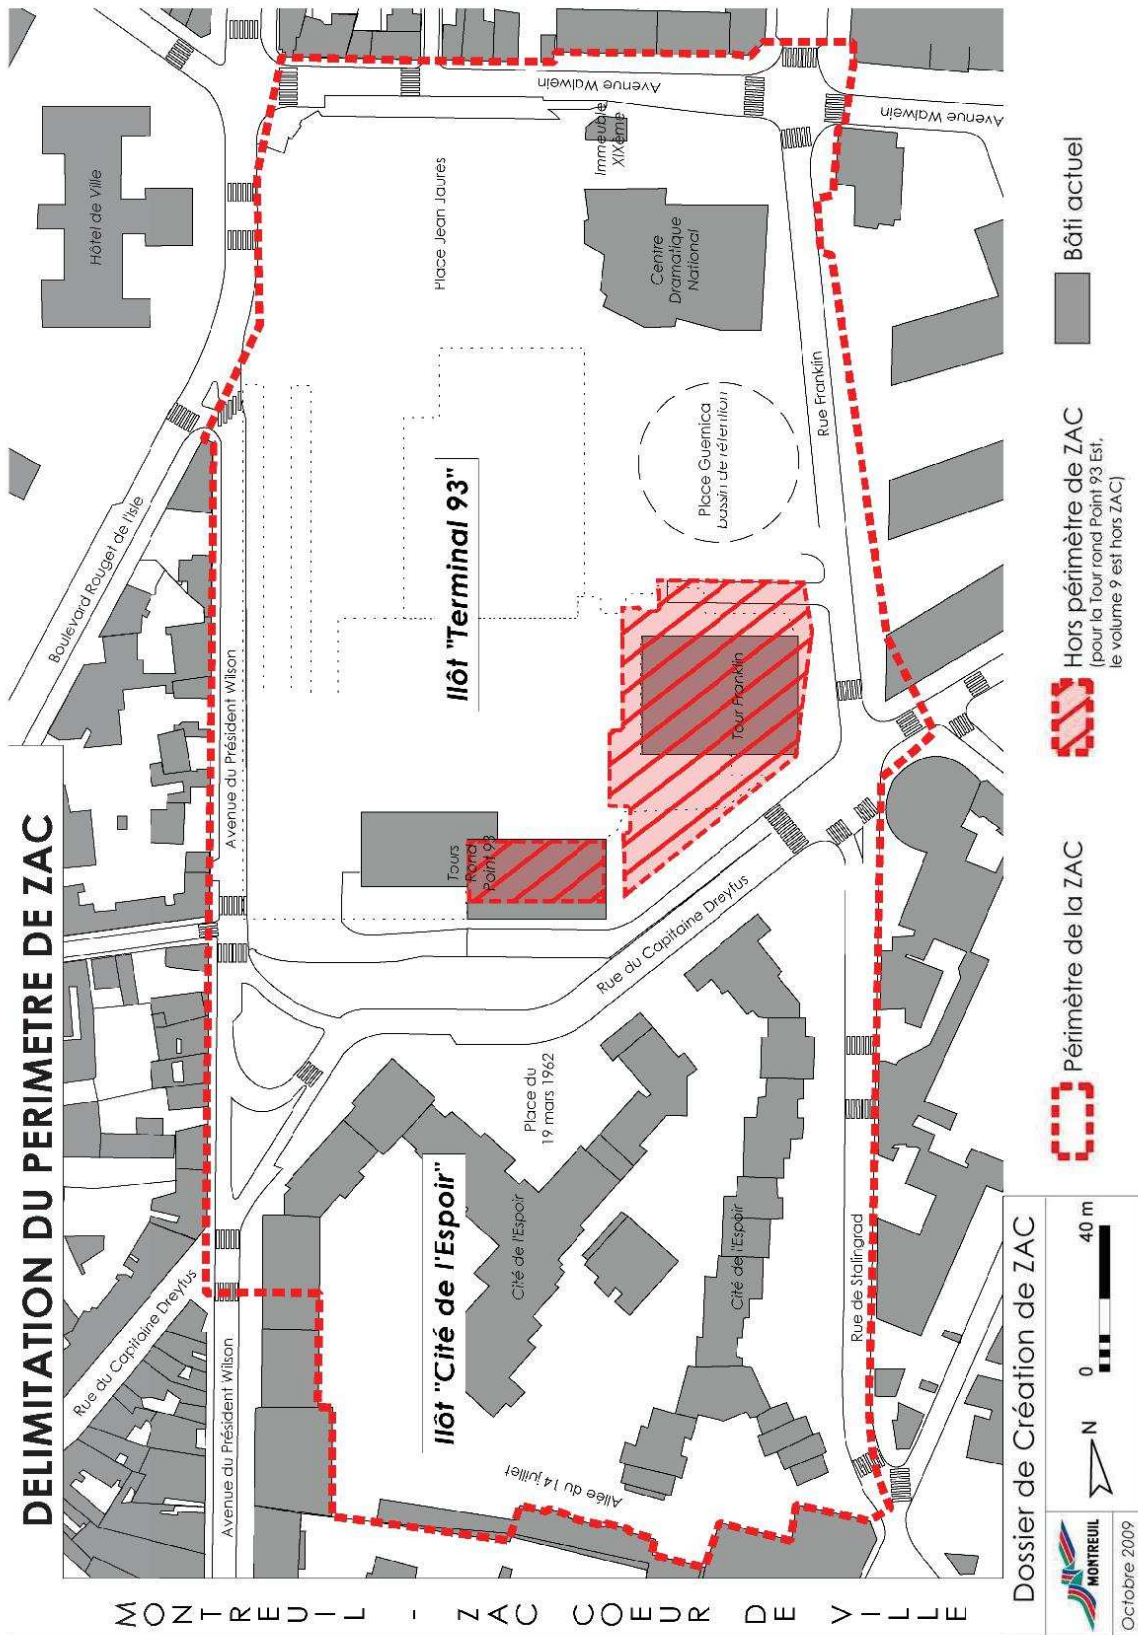 DELIMITATION DU PERIMETRE DE ZAC
MONTREUIL - ZAC COEUR DE VILLE
Rue du Capitaine Dreyfus
Avenue du Président Wilson
Boulevard Rouget de l'Isle
Avenue du Président Wilson
Hôtel de Ville
Îlôt "Cité de l'Espoir"
Îlôt "Terminal 93"
Place Jean Jaurès
Avenue Walwein
Avenue Walwein
Immeuble
XIXème
Centre
Dramatique
National
Place Guernica
bassin de rétention
Rue Franklin
Tour Franklin
Tours
Rond
Point 93
Rue du Capitaine Dreyfus
Place du
19 mars 1962
Cité de l'Espoir
Cité de l'Espoir
Allée du 14 juillet
Rue de Stalingrad
Dossier de Création de ZAC
MONTREUIL
Octobre 2009
N
0
40 m
Périmètre de la ZAC
Hors périmètre de ZAC
(pour la Tour rond Point 93 Est,
le volume 9 est hors ZAC)
Bâti actuel